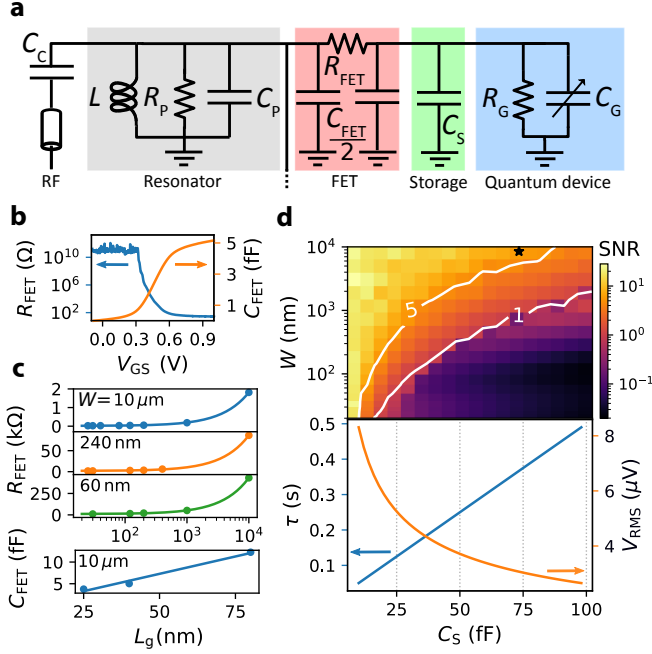 a
C_C
L
R_P
C_P
R_FET
C_FET
2
C_S
R_G
C_G
RF
Resonator
FET
Storage
Quantum device
b
R_FET (Ω)
10^10
10^6
10^2
C_FET (fF)
5
3
1
0.0 0.3 0.6 0.9
V_GS (V)
c
R_FET (kΩ)
W= 10 μm
2
1
0
240 nm
50
0
60 nm
250
0
10^2 10^3 10^4
C_FET (fF)
10 μm
10
5
40 60 80
L_g(nm)
d
SNR
W (nm)
10^4
10^3
10^2
5
1
10^1
10^0
10^-1
τ (s)
0.5
0.4
0.3
0.2
0.1
V_RMS (μV)
8
6
4
25 50 75 100
C_S (fF)